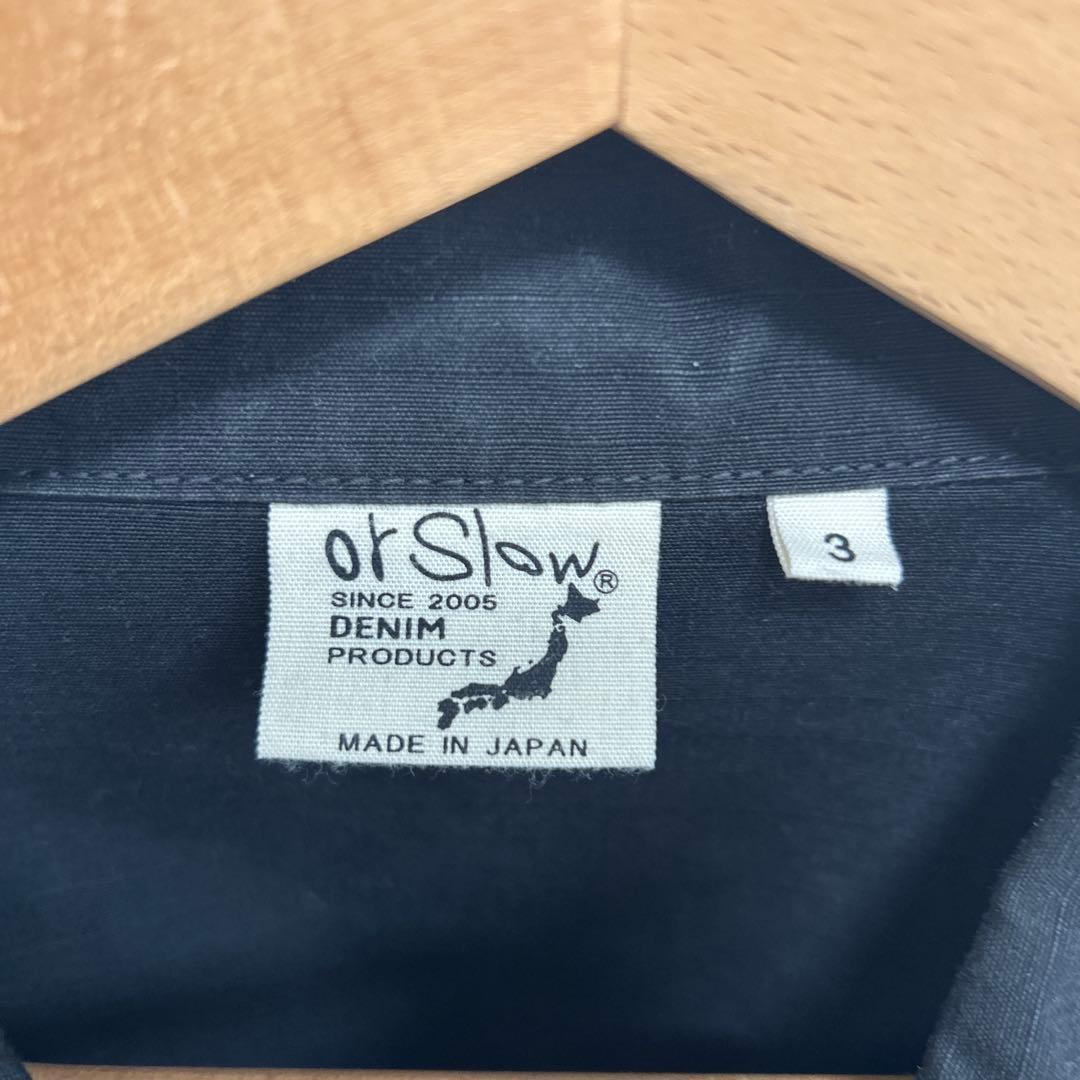 orSlow®
SINCE 2005
DENIM
PRODUCTS
MADE IN JAPAN
3